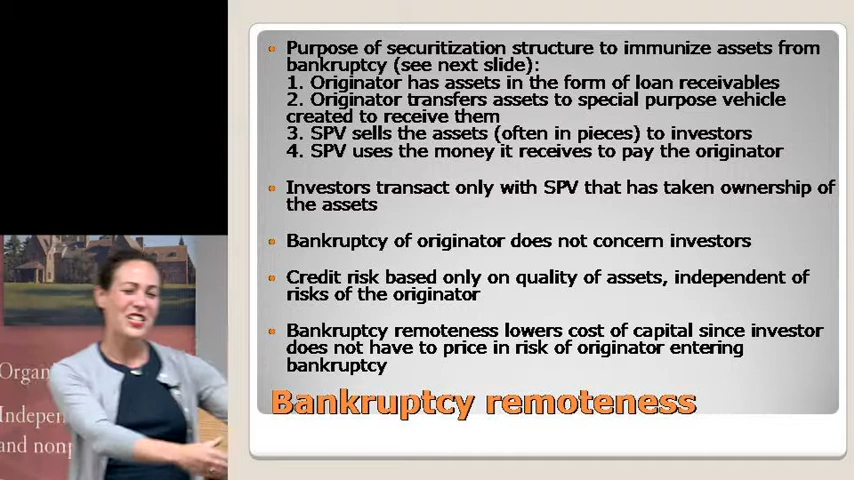 Purpose of securitization structure to immunize assets from
bankruptcy (see next slide):
1. Originator has assets in the form of loan receivables
2. Originator transfers assets to special purpose vehicle
created to receive them
3. SPV sells the assets (often in pieces) to investors
4. SPV uses the money it receives to pay the originator
Investors transact only with SPV that has taken ownership of
the assets
Bankruptcy of originator does not concern investors
Credit risk based only on quality of assets, independent of
risks of the originator
Bankruptcy remoteness lowers cost of capital since investor
does not have to price in risk of originator entering
bankruptcy
Bankruptcy remoteness
and